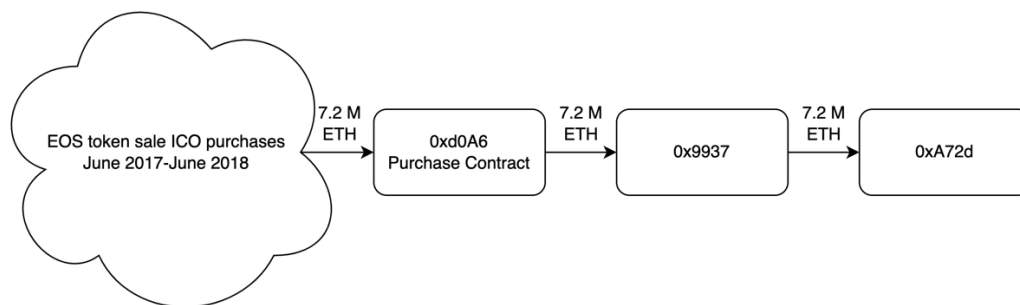 EOS token sale ICO purchases
June 2017-June 2018
7.2 M
ETH
0xd0A6
Purchase Contract
7.2 M
ETH
0x9937
7.2 M
ETH
0xA72d